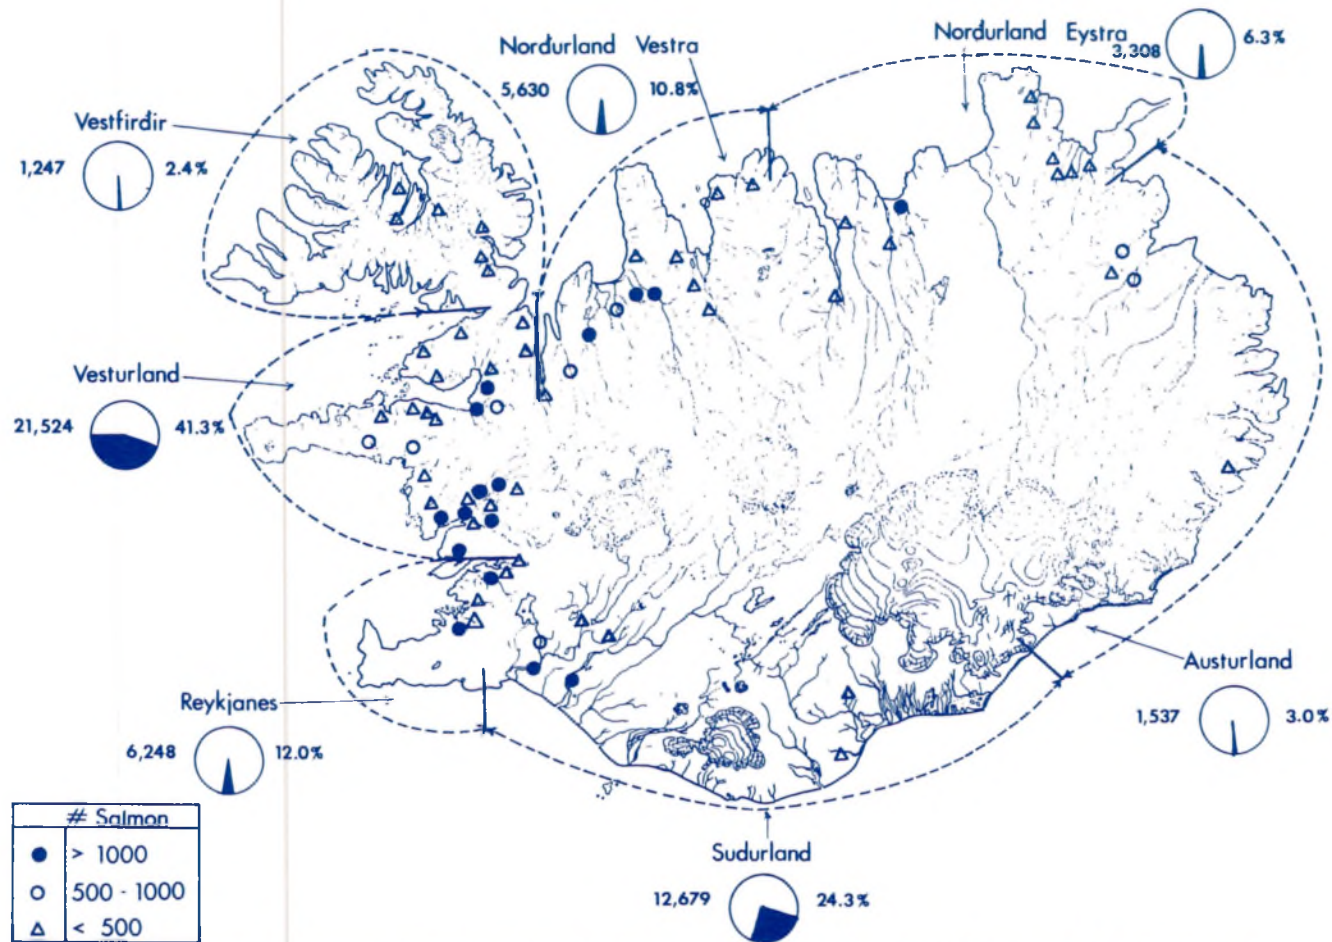 Nordurland Vestra
5,630 10.8%
Nordurland Eystra
3,308 6.3%
Vestfirdir
1,247 2.4%
Vesturland
21,524 41.3%
Reykjanes
6,248 12.0%
Austurland
1,537 3.0%
Sudurland
12,679 24.3%
# Salmon
> 1000
500 - 1000
< 500